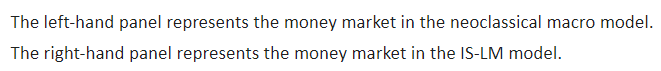 The left-hand panel represents the money market in the neoclassical macro model.
The right-hand panel represents the money market in the IS-LM model.